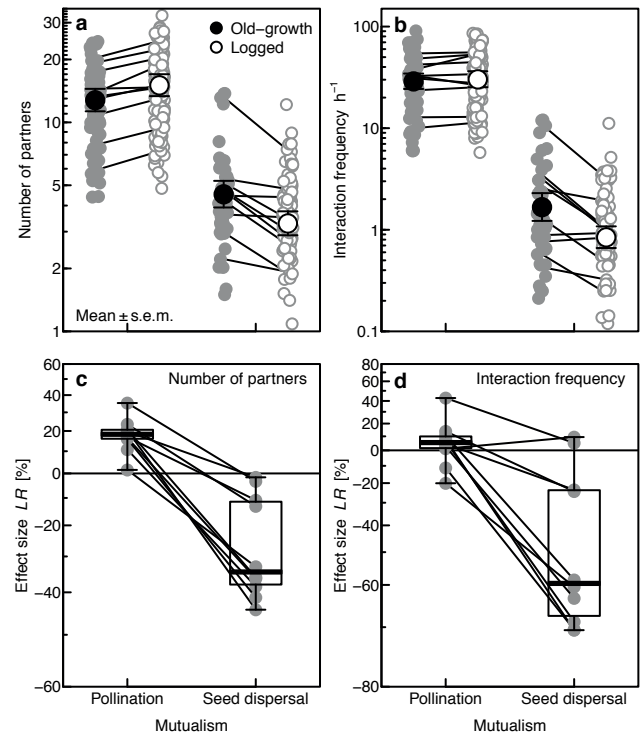 a
Old−growth
Logged
Number of partners
30
20
10
5
2
1
Mean ± s.e.m.
b
Interaction frequency h⁻¹
100
10
1
0.1
c
Number of partners
Effect size LR [%]
60
40
20
0
−20
−40
−60
Pollination
Seed dispersal
Mutualism
d
Interaction frequency
Effect size LR [%]
80
60
40
20
0
−20
−40
−60
−80
Pollination
Seed dispersal
Mutualism